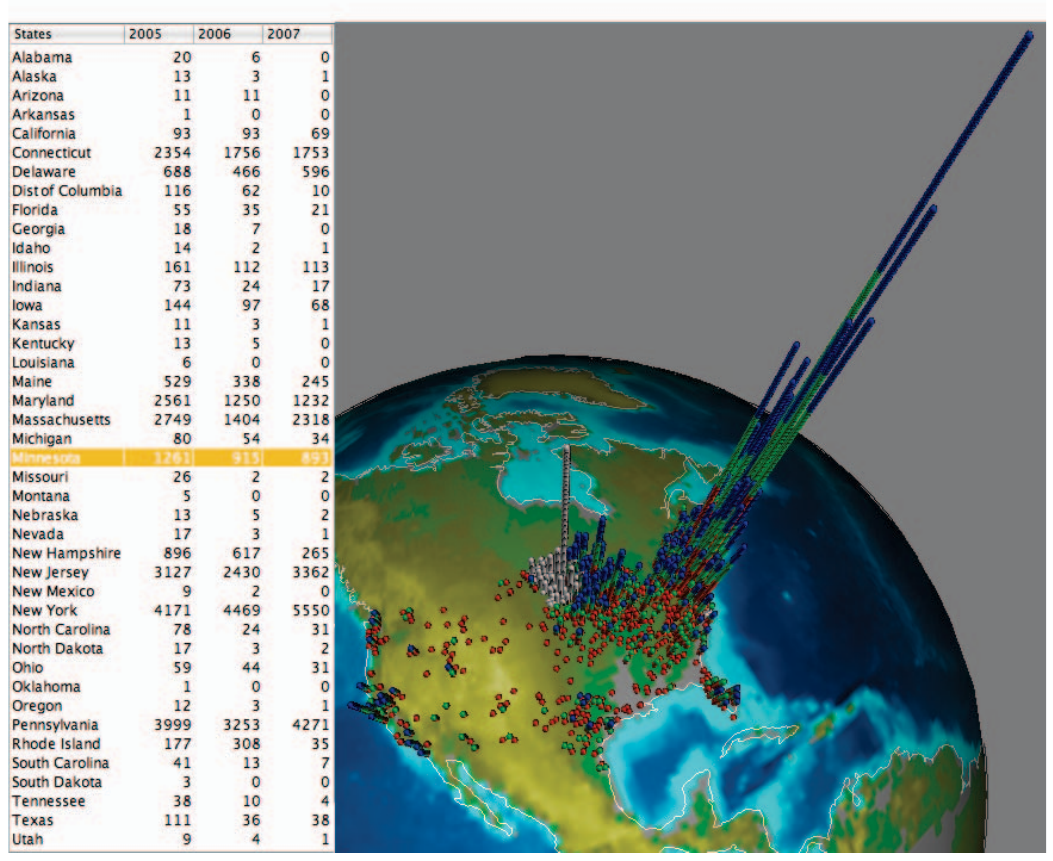 States 2005 2006 2007
Alabama 20 6 0
Alaska 13 3 1
Arizona 11 11 0
Arkansas 1 0 0
California 93 93 69
Connecticut 2354 1756 1753
Delaware 688 466 596
Dist of Columbia 116 62 10
Florida 55 35 21
Georgia 18 7 0
Idaho 14 2 1
Illinois 161 112 113
Indiana 73 24 17
Iowa 144 97 68
Kansas 11 3 1
Kentucky 13 5 0
Louisiana 6 0 0
Maine 529 338 245
Maryland 2561 1250 1232
Massachusetts 2749 1404 2318
Michigan 80 54 34
Minnesota 1261 915 893
Missouri 26 2 2
Montana 5 0 0
Nebraska 13 5 2
Nevada 17 3 1
New Hampshire 896 617 265
New Jersey 3127 2430 3362
New Mexico 9 2 0
New York 4171 4469 5550
North Carolina 78 24 31
North Dakota 17 3 2
Ohio 59 44 31
Oklahoma 1 0 0
Oregon 12 3 1
Pennsylvania 3999 3253 4271
Rhode Island 177 308 35
South Carolina 41 13 7
South Dakota 3 0 0
Tennessee 38 10 4
Texas 111 36 38
Utah 9 4 1